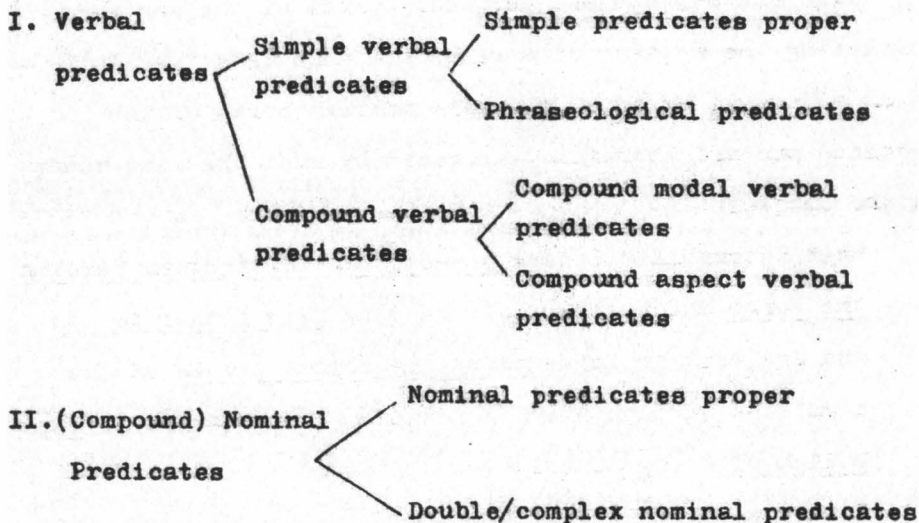 I. Verbal
predicates
Simple verbal
predicates
Simple predicates proper
Phraseological predicates
Compound verbal
predicates
Compound modal verbal
predicates
Compound aspect verbal
predicates
II.(Compound) Nominal
Predicates
Nominal predicates proper
Double/complex nominal predicates